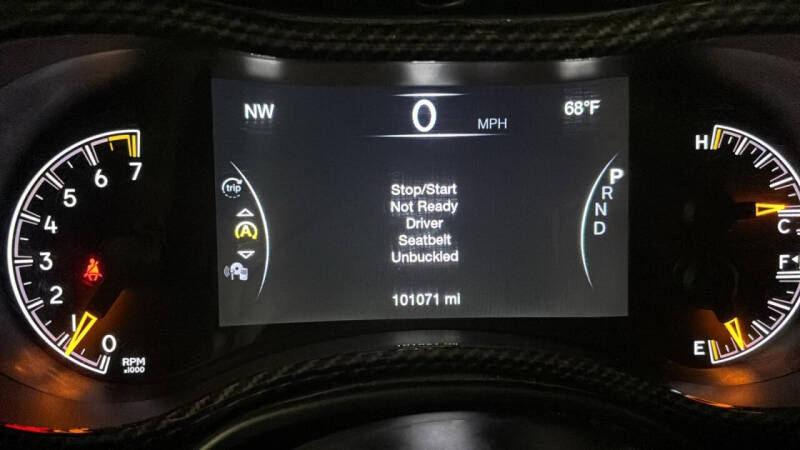 NW
0 MPH
68°F
trip
A
Stop/Start
Not Ready
Driver
Seatbelt
Unbuckled
101071 mi
P
R
N
D
7
6
5
4
3
2
1
0
RPM
x1000
H
C
F
E